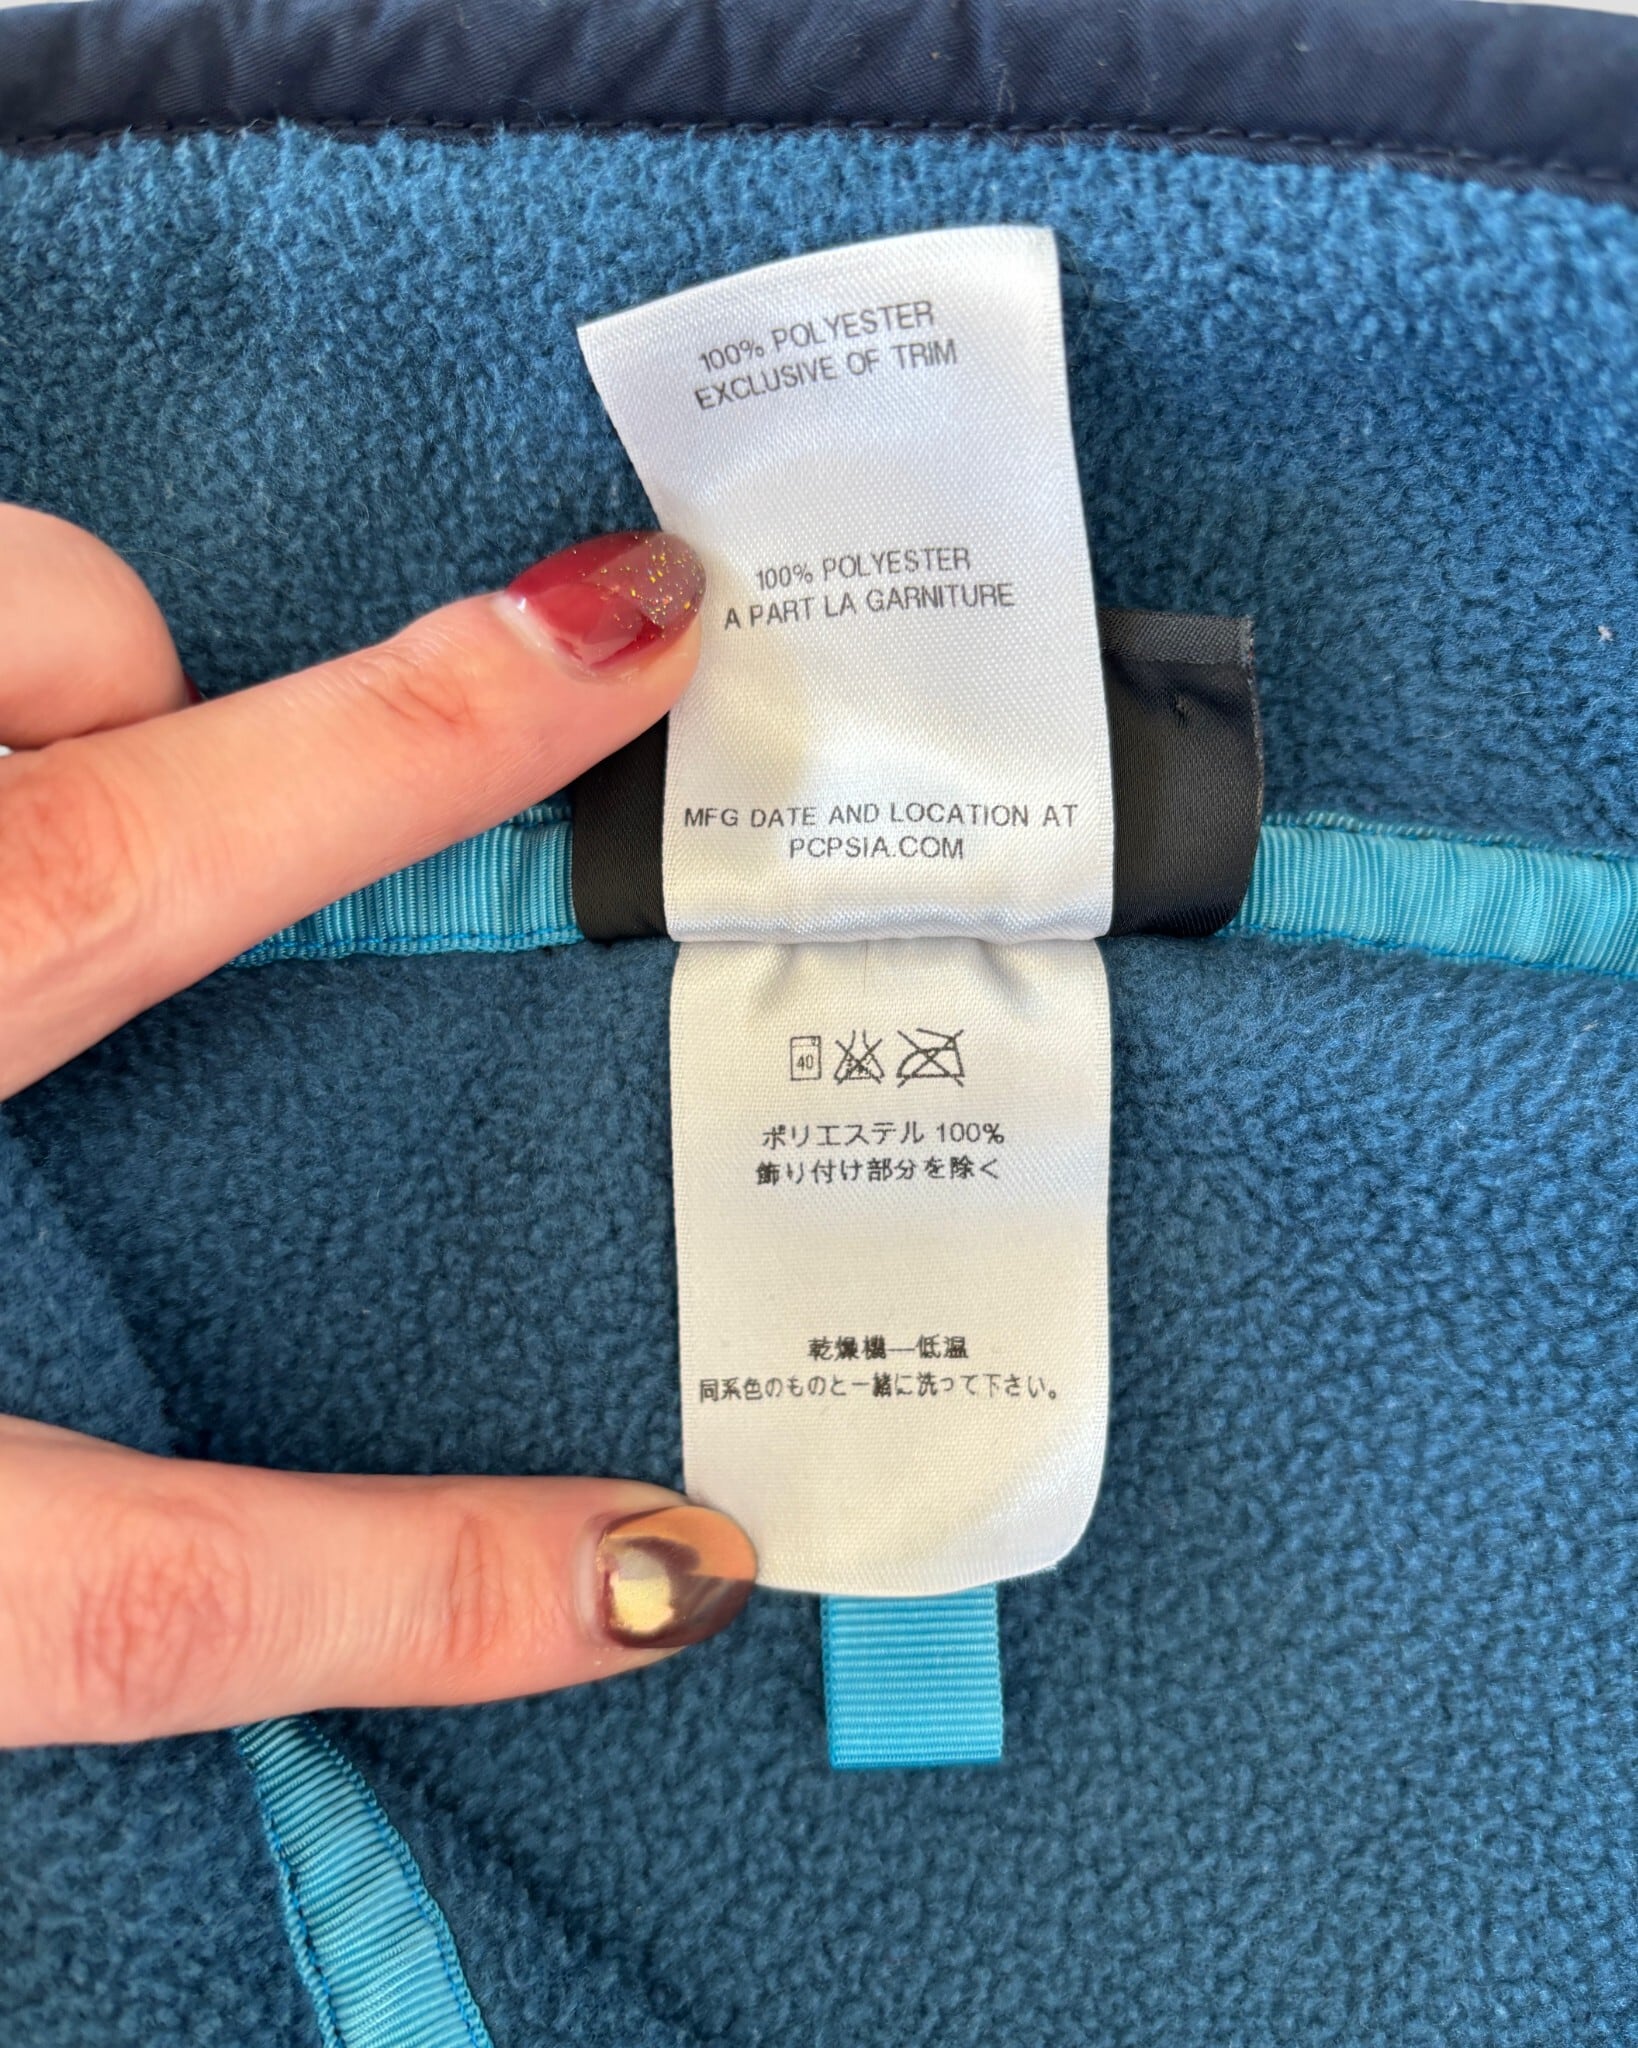 100% POLYESTER
EXCLUSIVE OF TRIM
100% POLYESTER
A PART LA GARNITURE
MFG DATE AND LOCATION AT
PCPSIA.COM
40
ポリエステル 100%
飾り付け部分を除く
乾燥機—低温
同系色のものと一緒に洗って下さい。